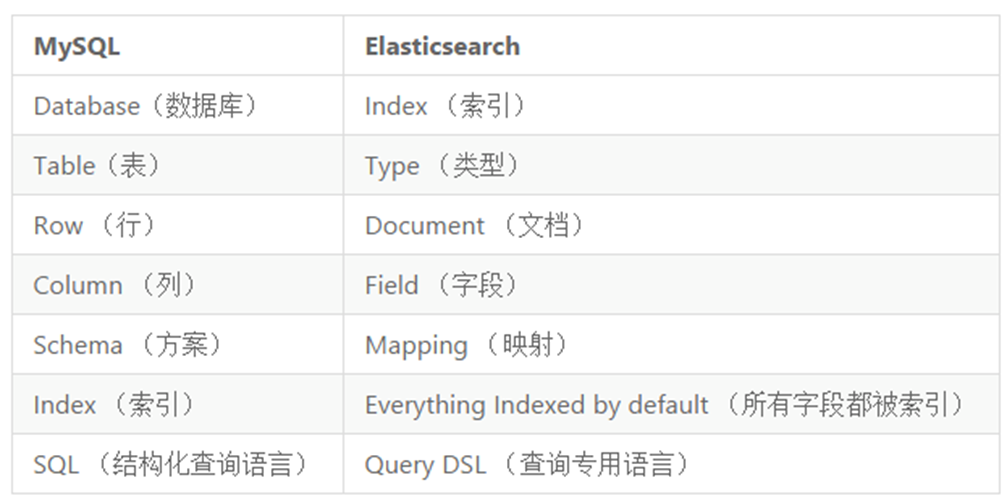 MySQL Elasticsearch
Database（数据库） Index （索引）
Table（表） Type （类型）
Row （行） Document （文档）
Column （列） Field （字段）
Schema （方案） Mapping （映射）
Index （索引） Everything Indexed by default （所有字段都被索引）
SQL （结构化查询语言） Query DSL （查询专用语言）